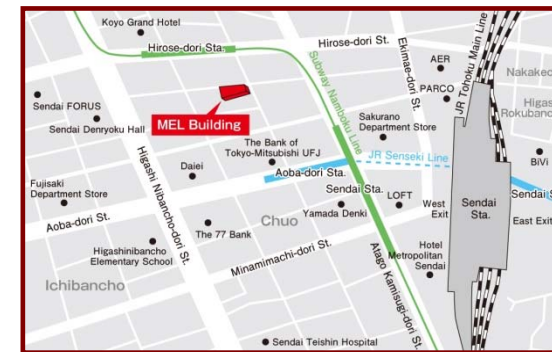 Koyo Grand Hotel
Hirose-dori Sta.
Hirose-dori St.
Ekimae-dori St.
AER
PARCO
JR Tohoku Main Line
Nakakec
Higas
Rokuban
Sendai FORUS
Sendai Denryoku Hall
MEL Building
Subway Namboku Line
Sakurano
Department Store
The Bank of
Tokyo-Mitsubishi UFJ
JR Senseki Line
BiVi
Daiei
Aoba-dori Sta.
Sendai Sta.
Fujisaki
Department Store
Higashi Nibancho-dori St.
Yamada Denki
LOFT
West
Exit
Sendai
Sta.
Sendai S
East Exit
Aoba-dori St.
The 77 Bank
Chuo
Higashinibancho
Elementary School
Minamimachi-dori St.
Atago Kamisugi-dori St.
Hotel
Metropolitan
Sendai
Ichibancho
Sendai Teishin Hospital